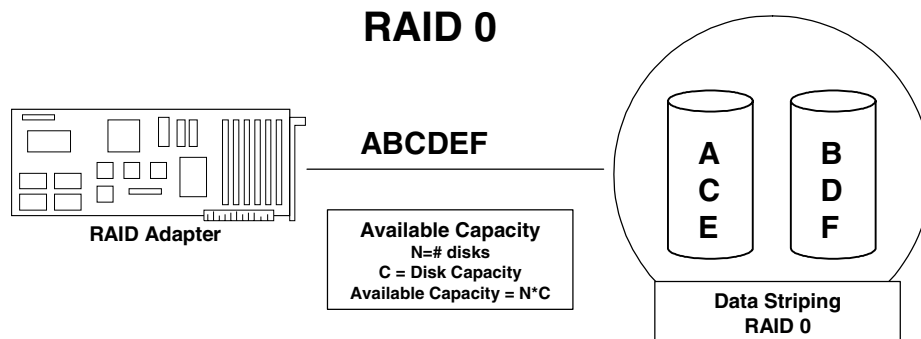 RAID 0
ABCDEF
RAID Adapter
Available Capacity
N=# disks
C = Disk Capacity
Available Capacity = N*C
A
C
E
B
D
F
Data Striping
RAID 0